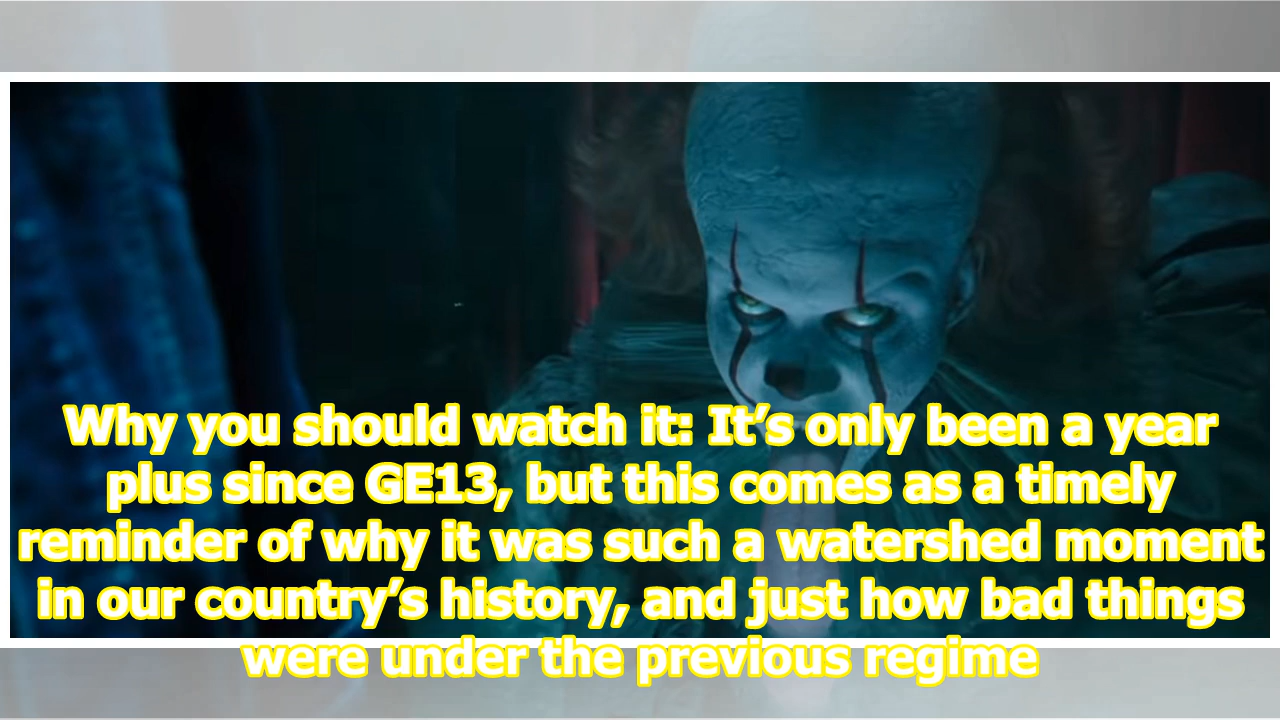 Why you should watch it: It’s only been a year
plus since GE13, but this comes as a timely
reminder of why it was such a watershed moment
in our country’s history, and just how bad things
were under the previous regime